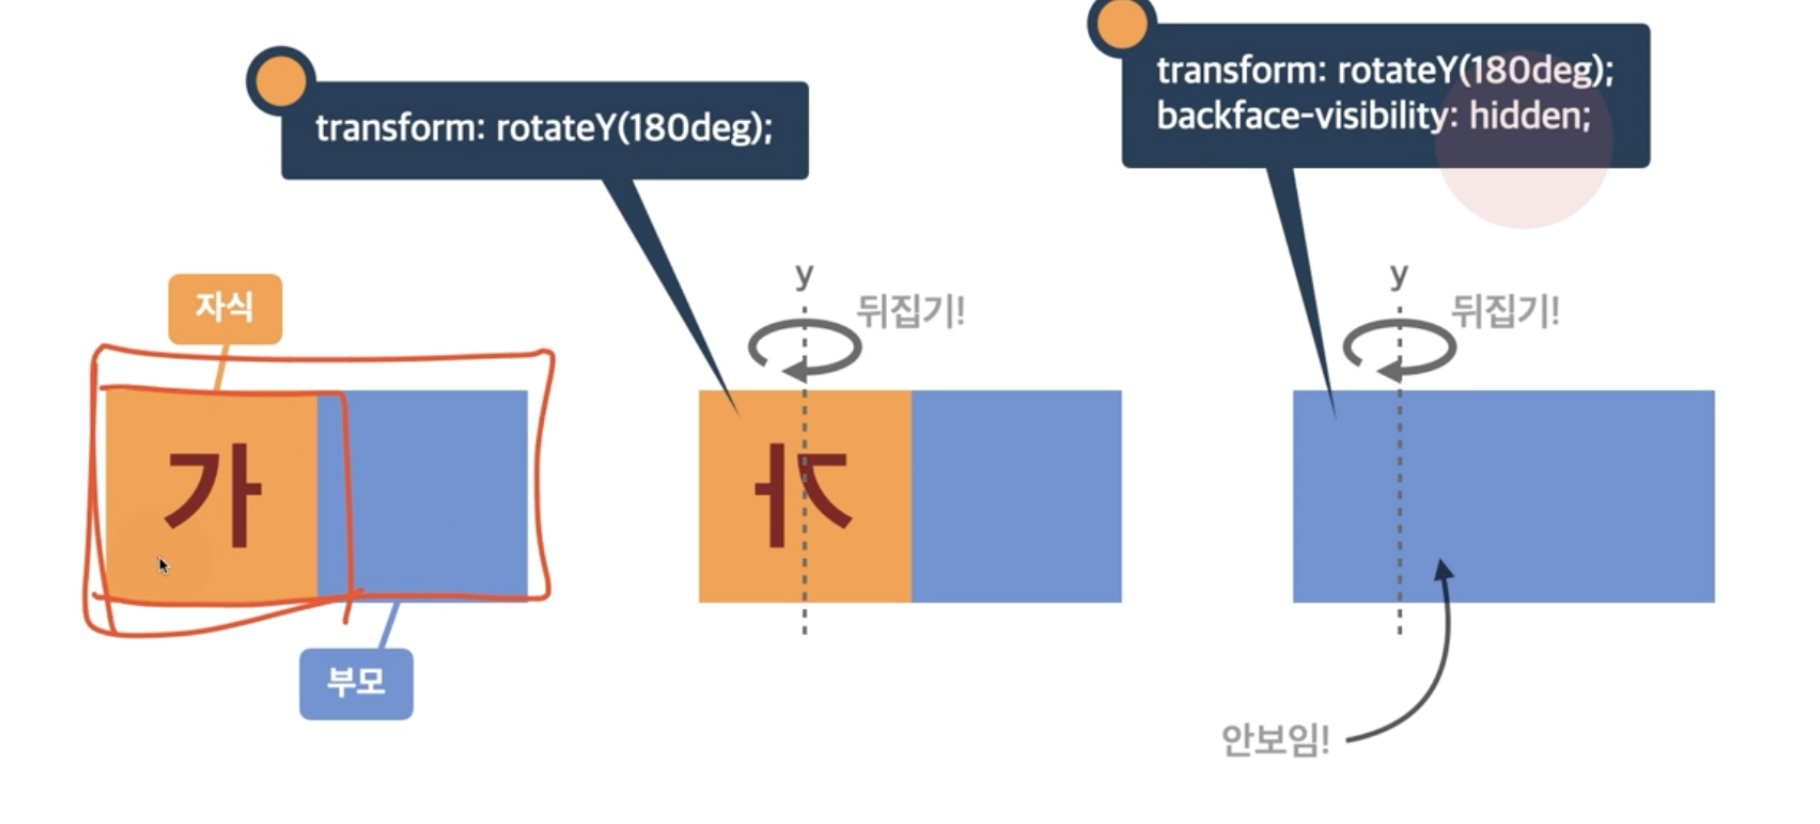 transform: rotateY(180deg);
transform: rotateY(180deg);
backface-visibility: hidden;
자식
가
부모
y
뒤집기!
가
y
뒤집기!
안보임!